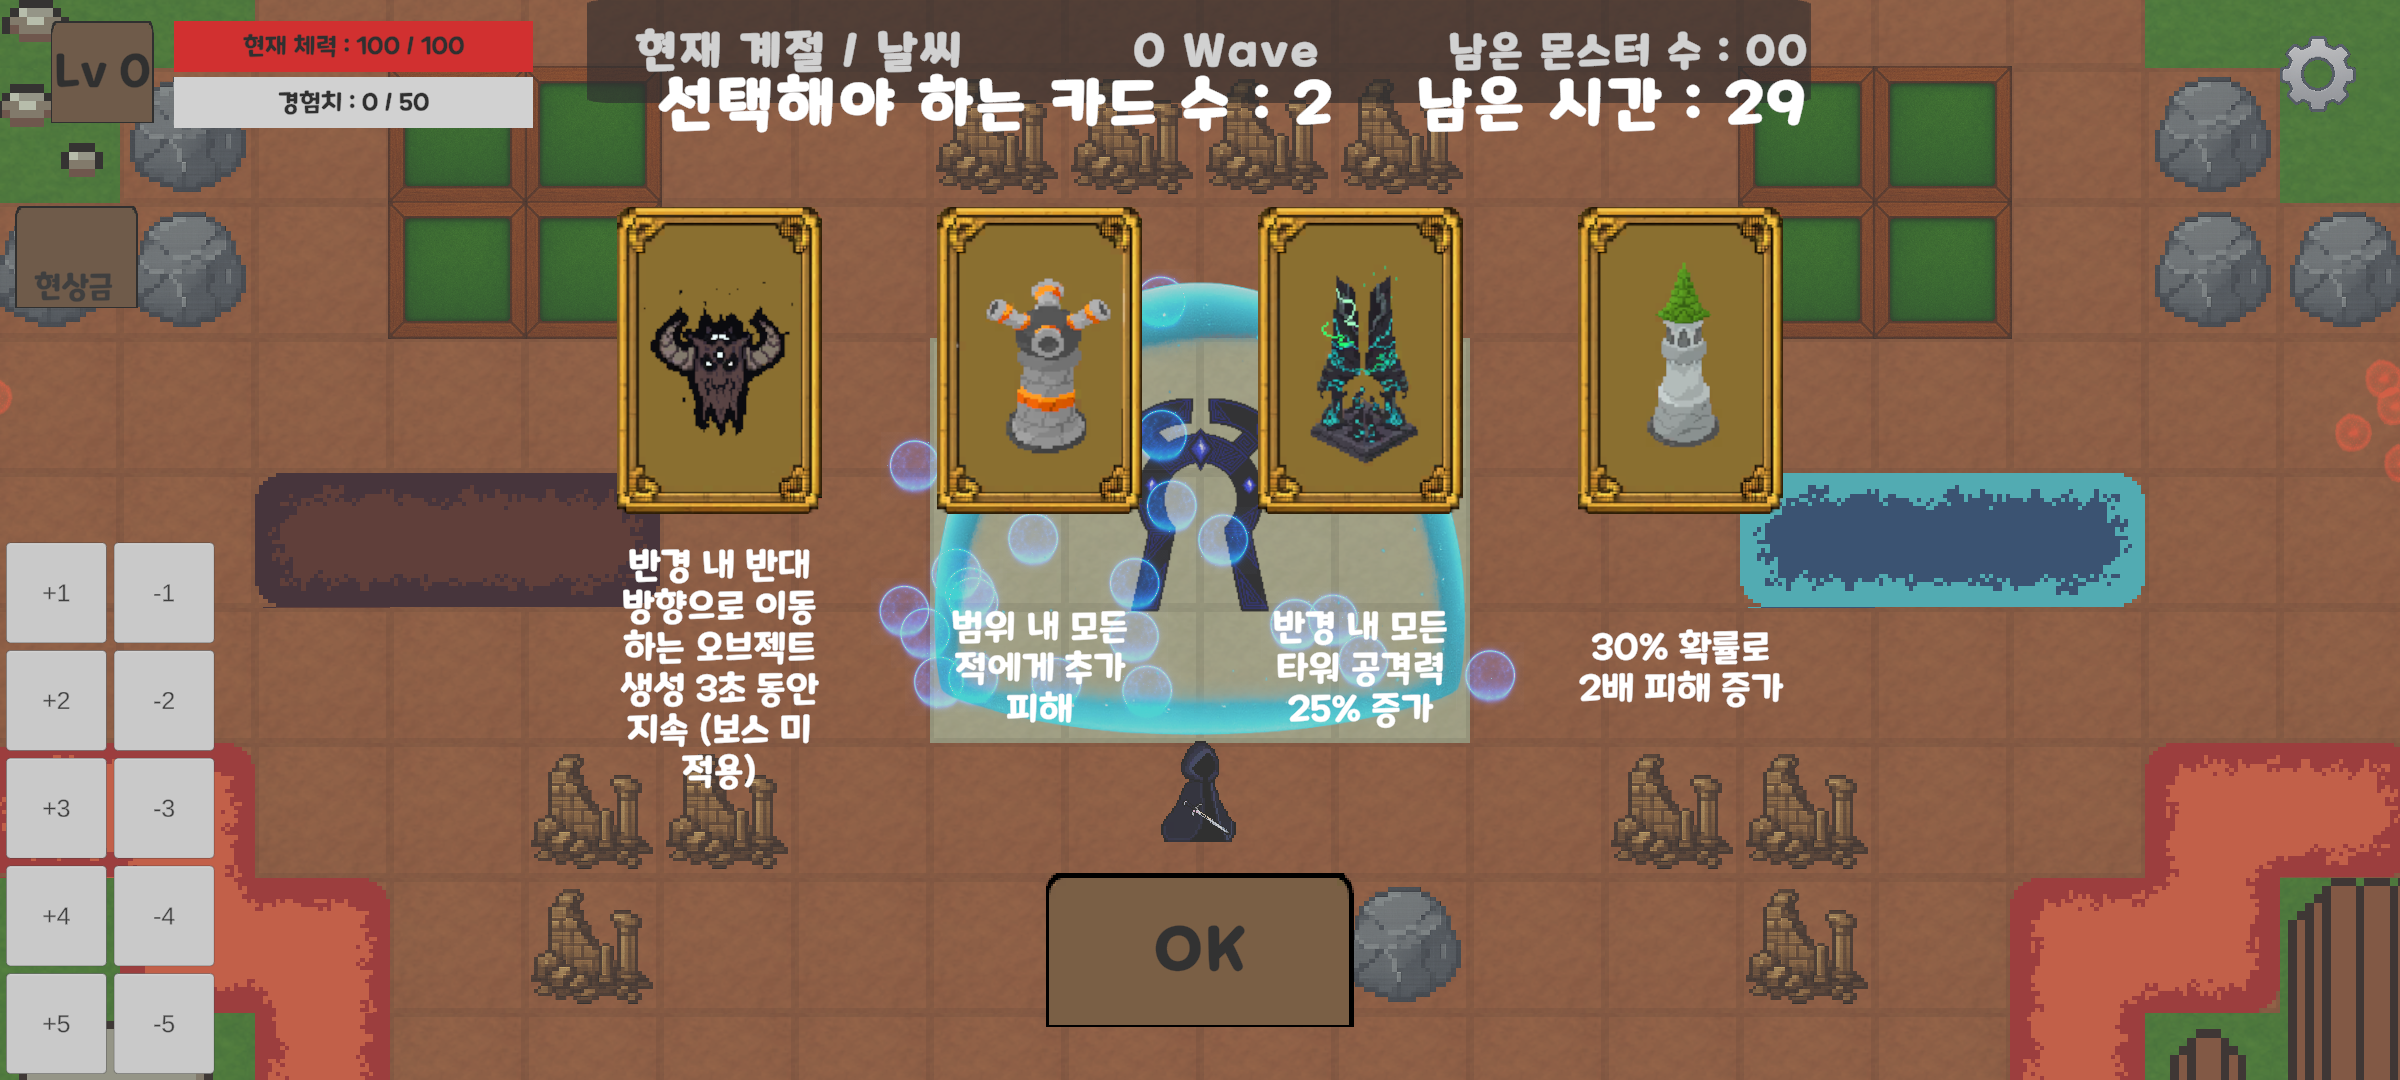 Lv 0
현재 체력 : 100 / 100
경험치 : 0 / 50
현재 계절 / 날씨
0 Wave
남은 몬스터 수 : 00
선택해야 하는 카드 수 : 2
남은 시간 : 29
현상금
반경 내 반대
방향으로 이동
하는 오브젝트
생성 3초 동안
지속 (보스 미
적용)
범위 내 모든
적에게 추가
피해
반경 내 모든
타워 공격력
25% 증가
30% 확률로
2배 피해 증가
+1
-1
+2
-2
+3
-3
+4
-4
+5
-5
OK